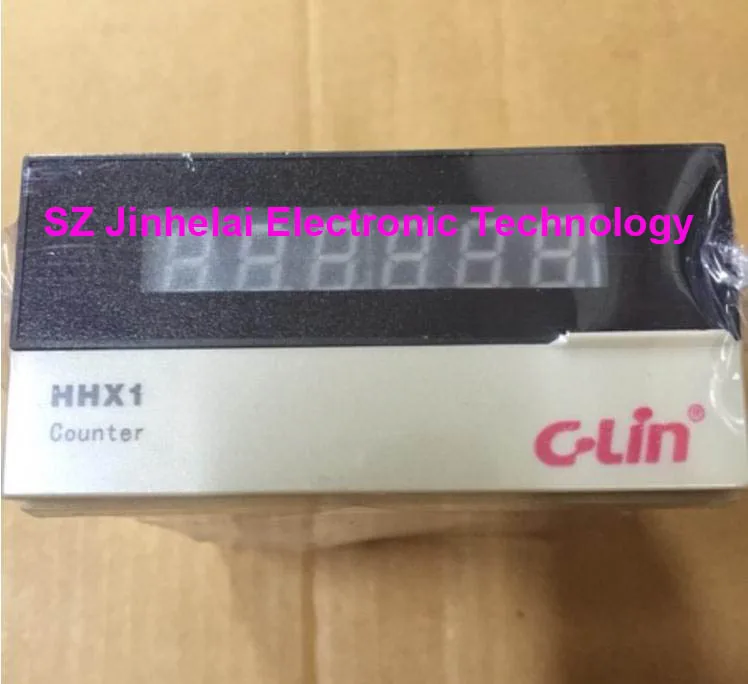 SZ Jinhelai Electronic Technology
HHX1
Counter
C-Lin®